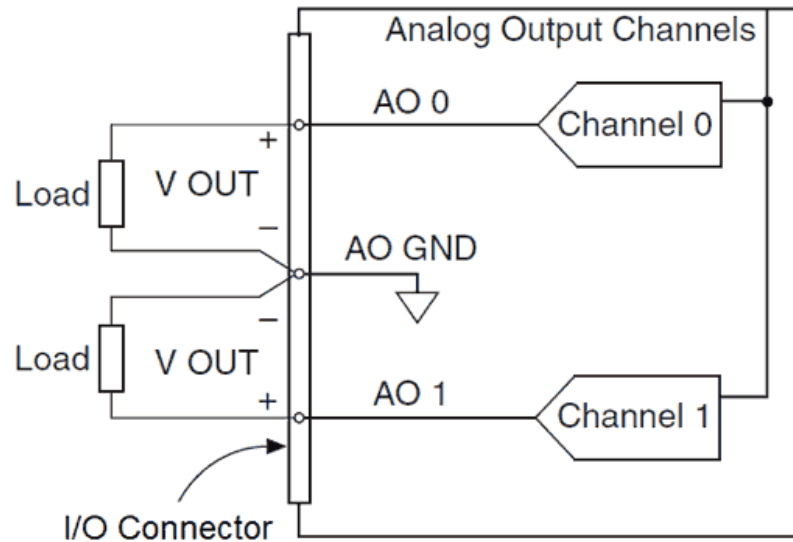 Analog Output Channels
AO 0
Channel 0
+
Load
V OUT
−
AO GND
−
Load
V OUT
+
AO 1
Channel 1
I/O Connector